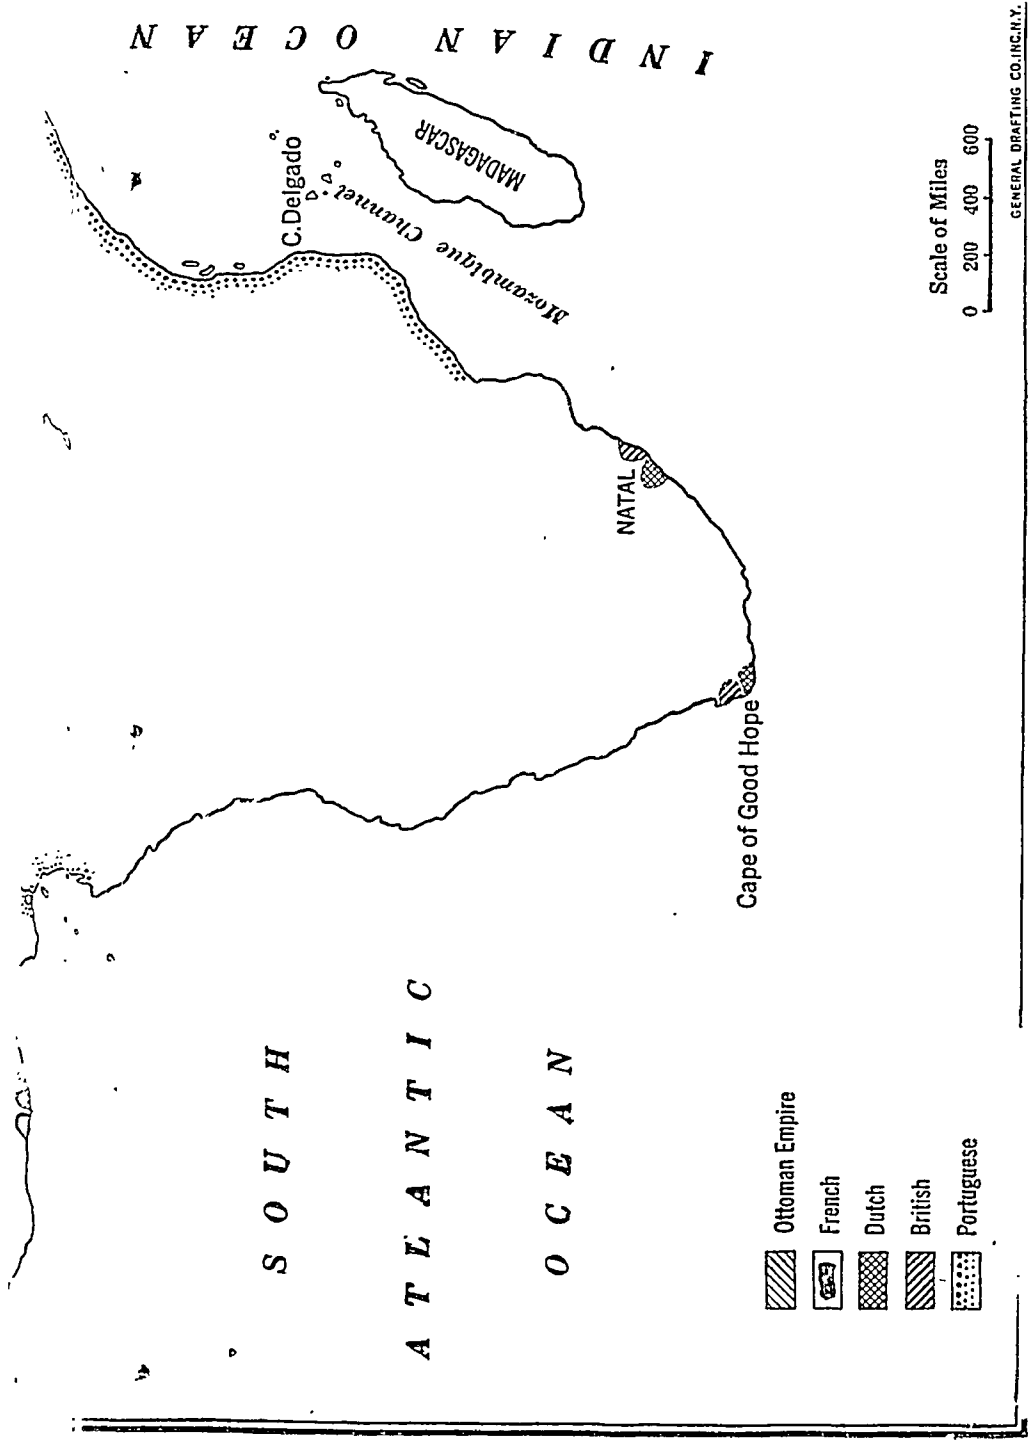 INDIAN OCEAN
C.Delgado
MADAGASCAR
Mozambique Channel
NATAL
Cape of Good Hope
SOUTH
ATLANTIC
OCEAN
Ottoman Empire
French
Dutch
British
Portuguese
Scale of Miles
0 200 400 600
GENERAL DRAFTING CO.INC.N.Y.